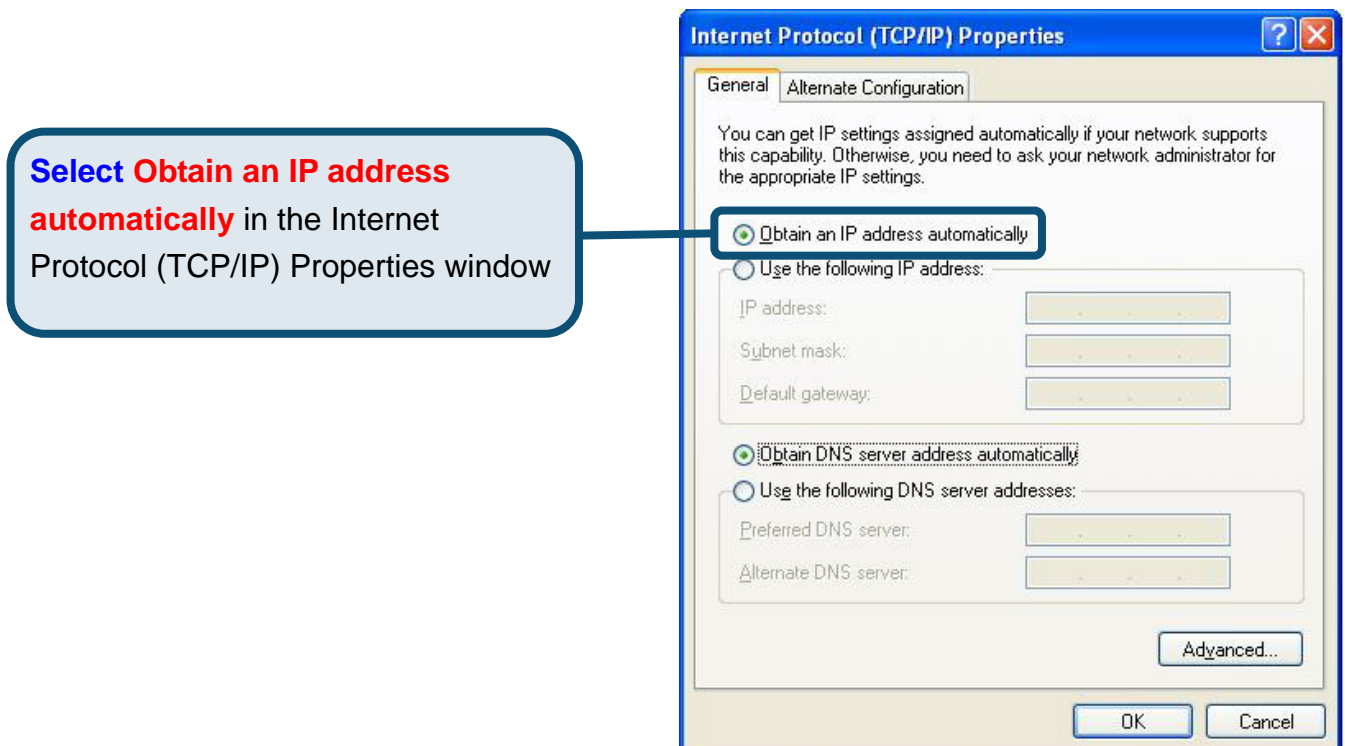 Select Obtain an IP address
automatically in the Internet
Protocol (TCP/IP) Properties window
Internet Protocol (TCP/IP) Properties
General
Alternate Configuration
You can get IP settings assigned automatically if your network supports
this capability. Otherwise, you need to ask your network administrator for
the appropriate IP settings.
Obtain an IP address automatically
Use the following IP address:
IP address:
Subnet mask:
Default gateway:
Obtain DNS server address automatically
Use the following DNS server addresses:
Preferred DNS server:
Alternate DNS server:
Advanced...
OK
Cancel